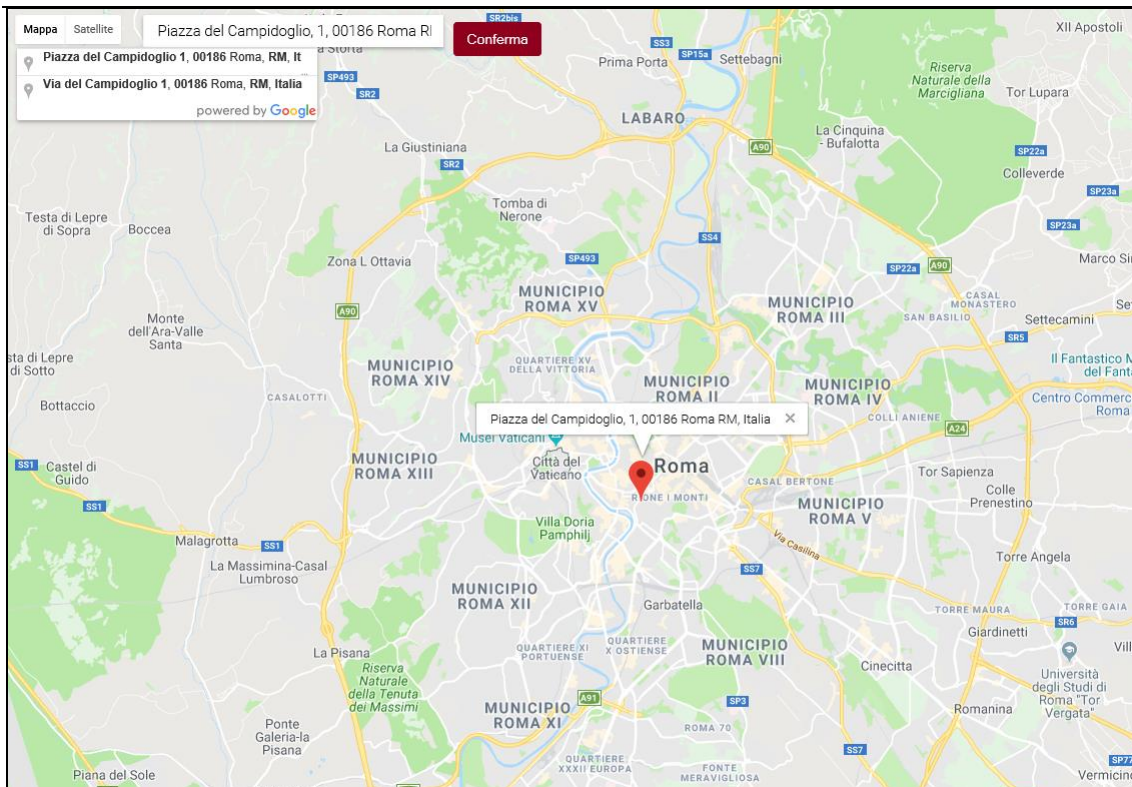 Mappa
Satellite
Piazza del Campidoglio, 1, 00186 Roma RI
Conferma
Piazza del Campidoglio 1, 00186 Roma, RM, It
Via del Campidoglio 1, 00186 Roma, RM, Italia
powered by Google
a Storta
SR2bis
XII Apostoli
SS3
SP15a
Prima Porta
Settebagni
Riserva
Naturale della
Marcigliana
Tor Lupara
SP493
SR2
LABARO
La Cinquina
- Bufalotta
La Giustiniana
A90
SR2
SP22a
Colleverde
SP23a
Testa di Lepre
di Sopra
Boccea
Tomba di
Nerone
SP23a
SS4
Zona L Ottavia
SP493
SP22a
A90
Marco Si
MUNICIPIO
ROMA XV
MUNICIPIO
ROMA III
CASAL
MONASTERO
SAN BASILIO
Set
Settecamini
A90
Monte
dell'Ara-Valle
Santa
SR5
sta di Lepre
di Sotto
MUNICIPIO
ROMA XIV
QUARTIERE XV
DELLA VITTORIA
Il Fantastico M
del Fant
MUNICIPIO
ROMA II
MUNICIPIO
ROMA IV
Centro Commerc
Roma
Bottaccio
CASALOTTI
COLLI ANIENE
Piazza del Campidoglio, 1, 00186 Roma RM, Italia
A24
Musei Vaticani
MUNICIPIO
ROMA XIII
Città del
Vaticano
Roma
SS1
Castel di
Guido
Tor Sapienza
CASAL BERTONE
RIONE I MONTI
Colle
Prenestino
SS1
MUNICIPIO
ROMA V
Villa Doria
Pamphilj
Malagrotta
SS1
Via Casilina
La Massimina-Casal
Lumbroso
Torre Angela
SS7
MUNICIPIO
ROMA XII
Garbatella
TORRE MAURA
TORRE GAIA
SR6
Giardinetti
La Pisana
QUARTIERE XI
PORTUENSE
QUARTIERE
X OSTIENSE
MUNICIPIO
ROMA VIII
Vill
Cinecitta
Riserva
Naturale
della Tenuta
dei Massimi
Università
degli Studi di
Roma "Tor
Vergata"
A91
SP3
MUNICIPIO
ROMA XI
Romanina
Ponte
Galeria-la
Pisana
ROMA 70
SS7
QUARTIERE
XXXII EUROPA
FONTE
MERAVIGLIOSA
SP77
Piana del Sole
Vermicino